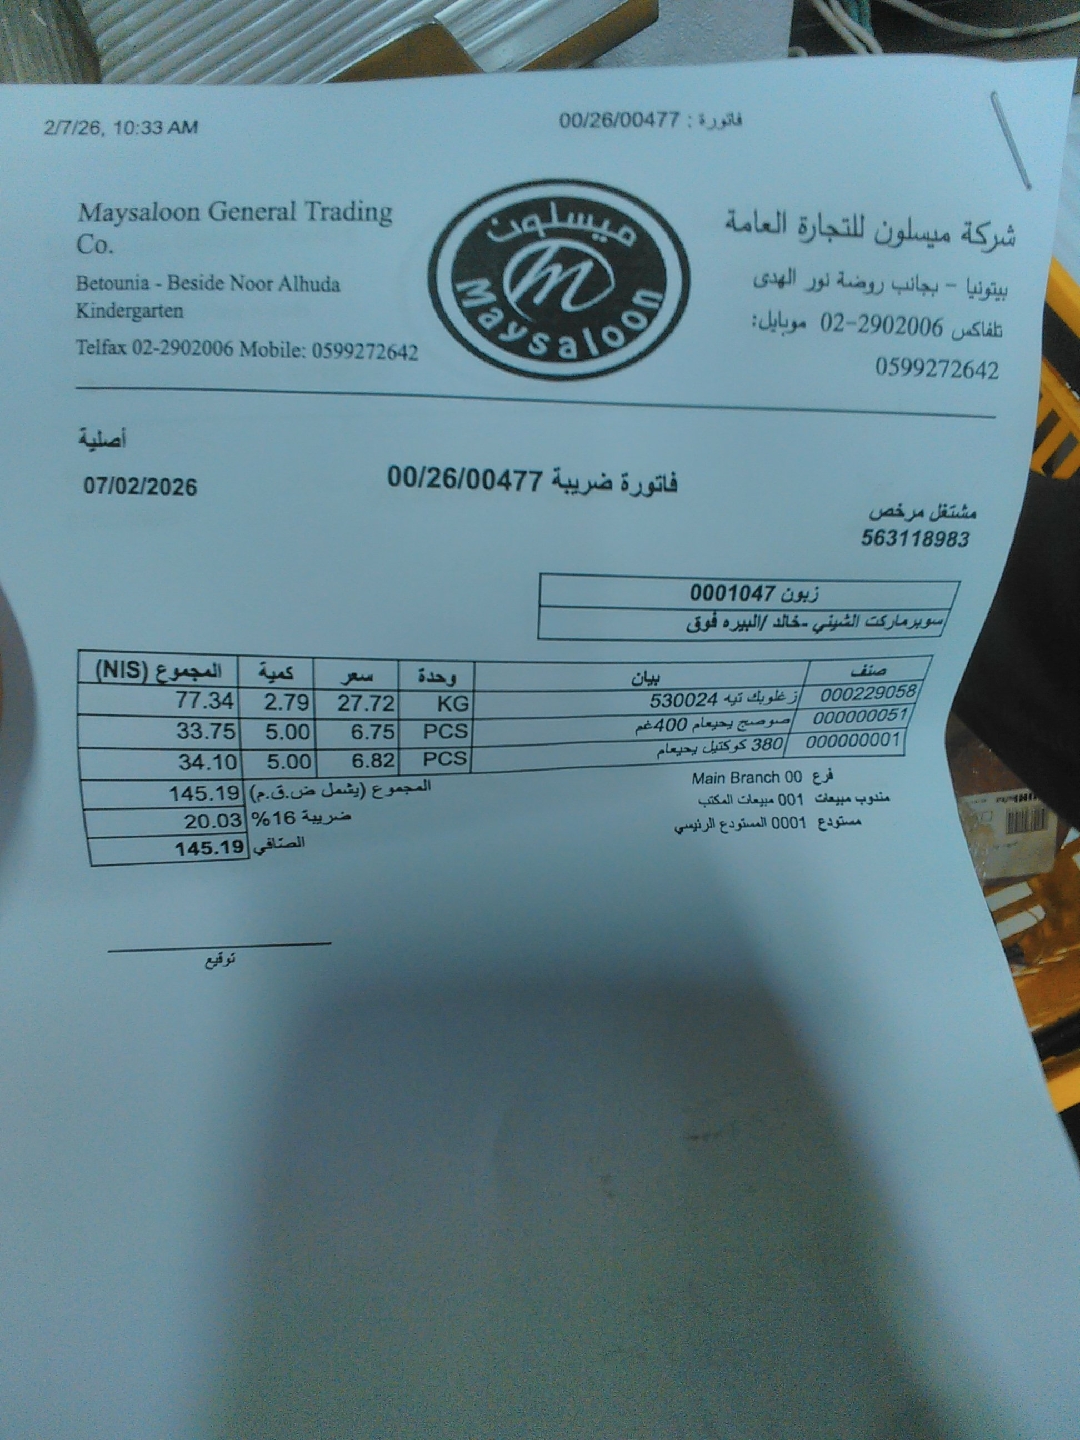 2/7/26, 10:33 AM
فاتورة : 00/26/00477
Maysaloon General Trading
Co.
Betounia - Beside Noor Alhuda
Kindergarten
Telfax 02-2902006 Mobile: 0599272642
ميسلون
Maysaloon
شركة ميسلون للتجارة العامة
بيتونيا - بجانب روضة نور الهدى
تلفاكس 02-2902006 موبايل:
0599272642
أصلية
07/02/2026
فاتورة ضريبة 00/26/00477
مشتغل مرخص
563118983
زبون 0001047
سوبرماركت الشيني -خالد /البيره فوق
صنف بيان وحدة سعر كمية المجموع (NIS)
000229058 زغلوبك تيه 530024 KG 27.72 2.79 77.34
000000051 صوصج يحيعام 400غم PCS 6.75 5.00 33.75
000000001 380 كوكتيل يحيعام PCS 6.82 5.00 34.10
المجموع (يشمل ض.ق.م) 145.19
ضريبة 16% 20.03
الصافي 145.19
فرع 00 Main Branch
مندوب مبيعات 001 مبيعات المكتب
مستودع 0001 المستودع الرئيسي
توقيع